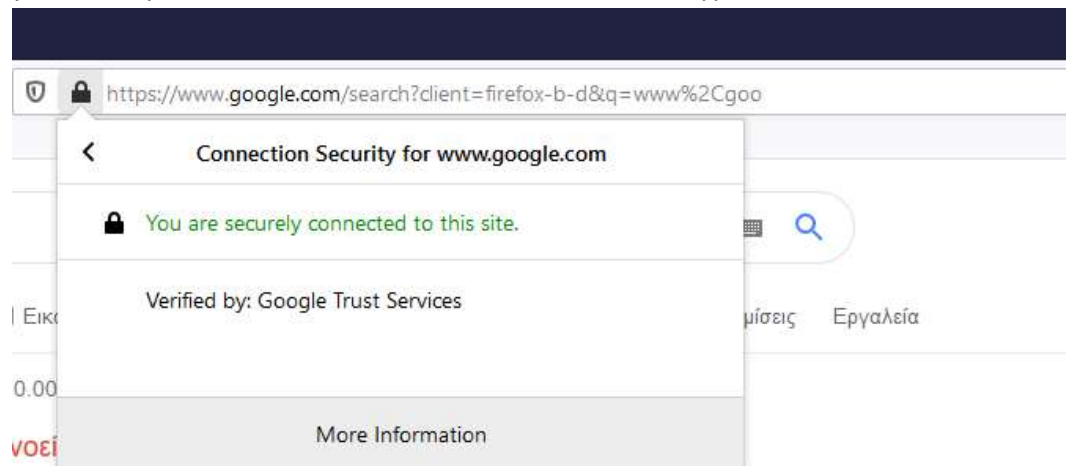 https://www.google.com/search?client=firefox-b-d&q=www%2Cgoo
Connection Security for www.google.com
You are securely connected to this site.
Verified by: Google Trust Services
Εικ
μίσεις Εργαλεία
0.00
νοεί
More Information